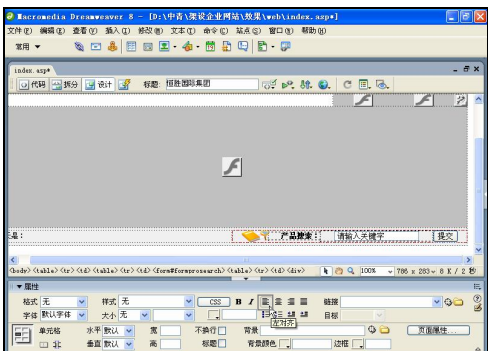 Macromedia Dreamweaver 8 - [D:\中青\架设企业网站\效果\web\index.asp*]
文件(F) 编辑(E) 查看(V) 插入(I) 修改(M) 文本(T) 命令(C) 站点(S) 窗口(W) 帮助(H)
常用
index.asp*
代码 拆分 设计 标题: 恒胜国际集团
产品搜索: 请输入关键字 提交
<body> <table> <tr> <td> <table> <tr> <td> <form#formprosearch> <table> <tr> <td> <div> 100% 786 x 283 8 K / 2 秒
属性
格式 无 样式 无 CSS B I 链接
字体 默认字体 大小 无 目标
左对齐
单元格 水平 默认 宽 不换行 背景 页面属性...
垂直 默认 高 标题 背景颜色 边框